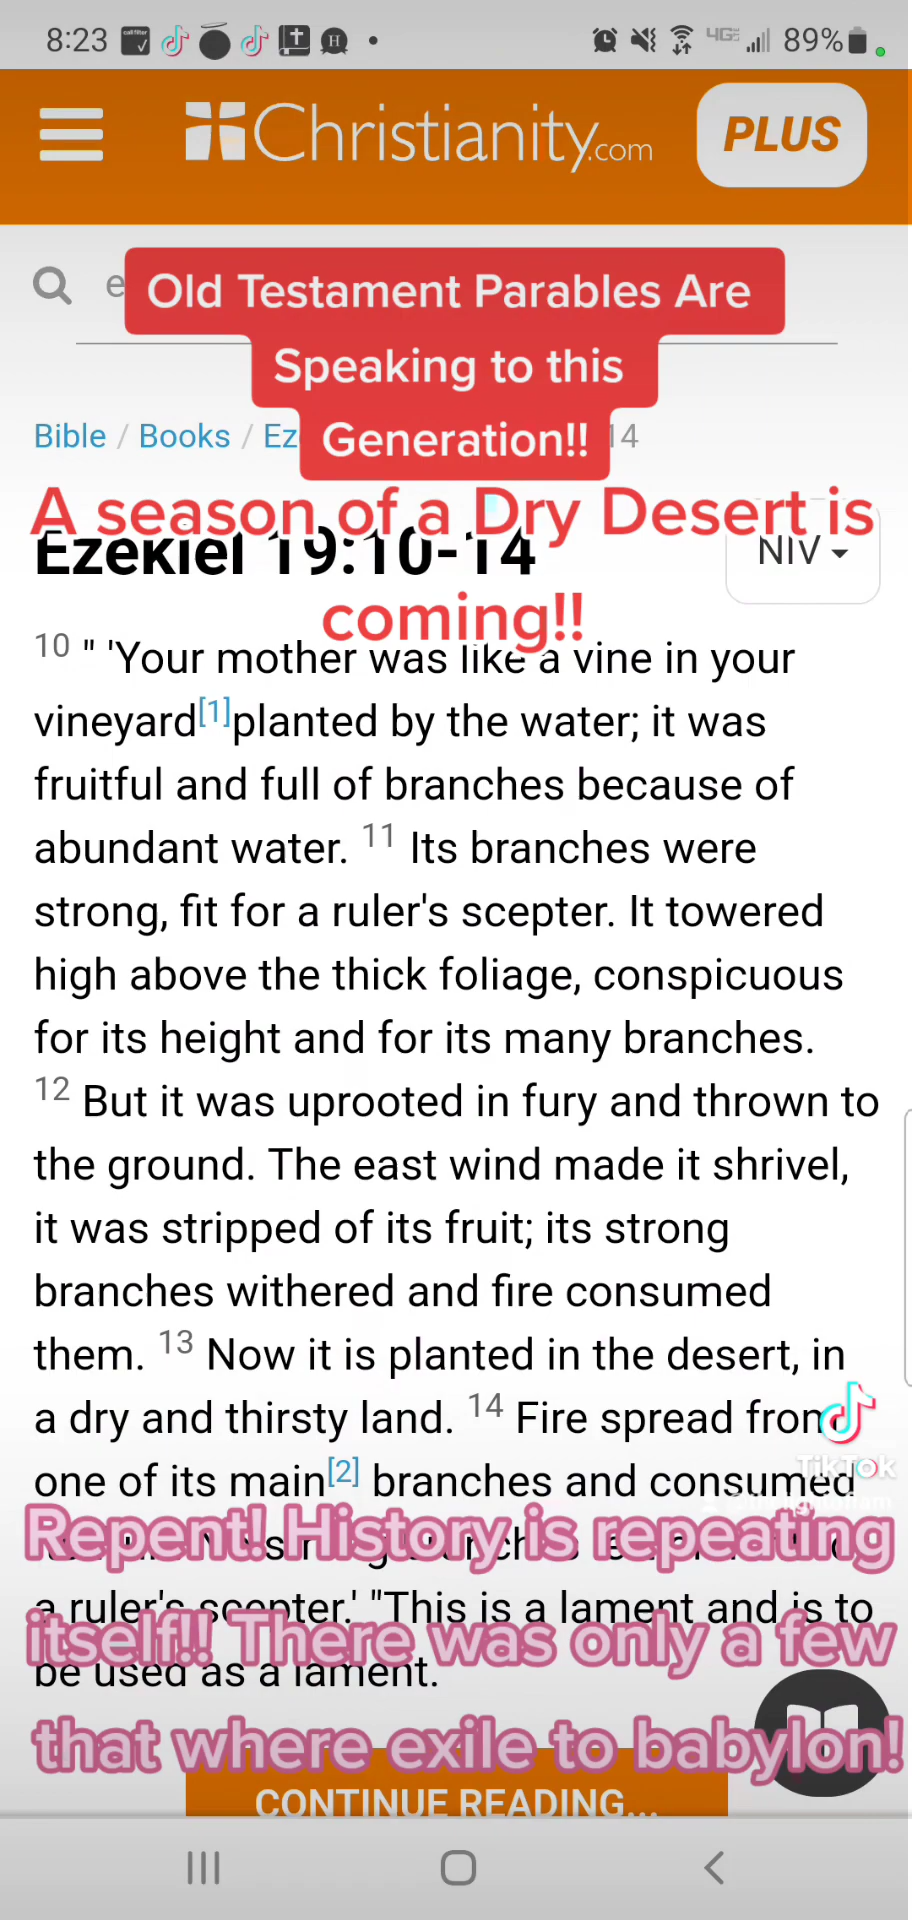 8:23
4GE 89%
Christianity.com
PLUS
e
Old Testament Parables Are
Speaking to this
Generation!!
Bible / Books / Ez 14
A season of a Dry Desert is
Ezekiel 19:10-14
NIV
coming!!
10 " 'Your mother was like a vine in your
vineyard[1]planted by the water; it was
fruitful and full of branches because of
abundant water. 11 Its branches were
strong, fit for a ruler's scepter. It towered
high above the thick foliage, conspicuous
for its height and for its many branches.
12 But it was uprooted in fury and thrown to
the ground. The east wind made it shrivel,
it was stripped of its fruit; its strong
branches withered and fire consumed
them. 13 Now it is planted in the desert, in
a dry and thirsty land. 14 Fire spread from
TikTok
one of its main[2] branches and consumed
Repent! History is repeating
a ruler's scepter.' "This is a lament and is to
itself!! There was only a few
be used as a lament.
that where exile to babylon!
CONTINUE READING...